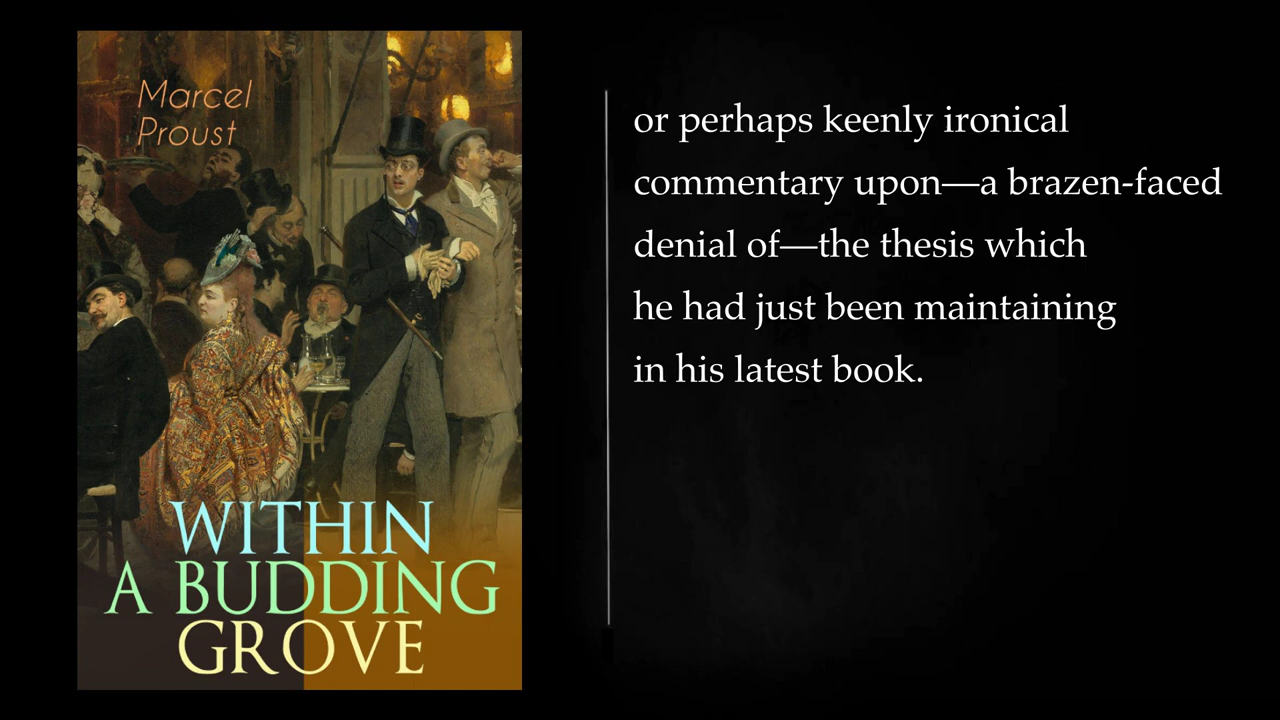 Marcel
Proust
WITHIN
A BUDDING
GROVE
or perhaps keenly ironical
commentary upon—a brazen-faced
denial of—the thesis which
he had just been maintaining
in his latest book.